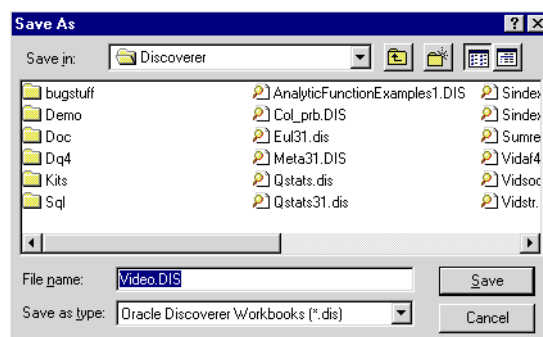 Save As
Save in: Discoverer
bugstuff AnalyticFunctionExamples1.DIS Sindex
Demo Col_prb.DIS Sindex
Doc Eul31.dis Sumre
Dq4 Meta31.DIS Vidaf4
Kits Qstats.dis Vidsoc
Sql Qstats31.dis Vidstr.
File name: Video.DIS Save
Save as type: Oracle Discoverer Workbooks (*.dis) Cancel